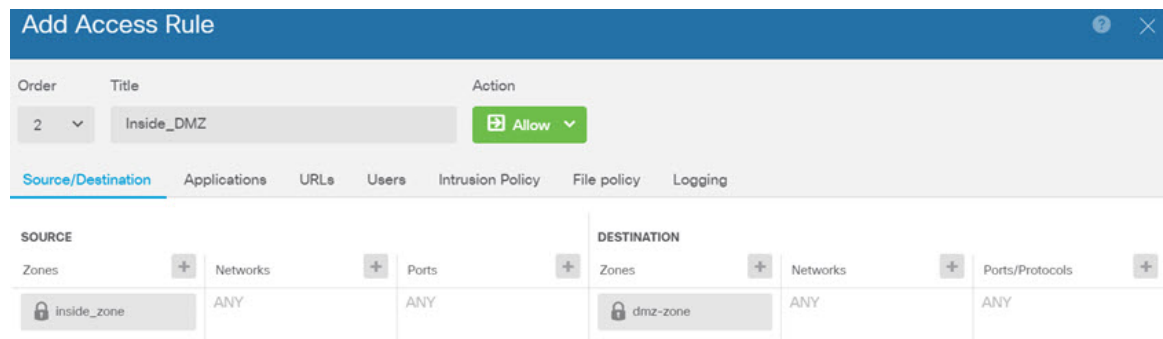 Add Access Rule
Order Title Action
2 Inside_DMZ Allow
Source/Destination Applications URLs Users Intrusion Policy File policy Logging
SOURCE DESTINATION
Zones Networks Ports Zones Networks Ports/Protocols
inside_zone ANY ANY dmz-zone ANY ANY